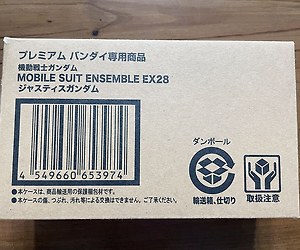 プレミアム バンダイ専用商品
機動戦士ガンダム
MOBILE SUIT ENSEMBLE EX28
ジャスティスガンダム
4 549660 653974
ダンボール
輸送箱、仕切り
取扱注意
●本ケースは、商品輸送用の保護梱包材です。
●本ケースの傷、つぶれ、汚れ等による交換はできません。ご了承ください。